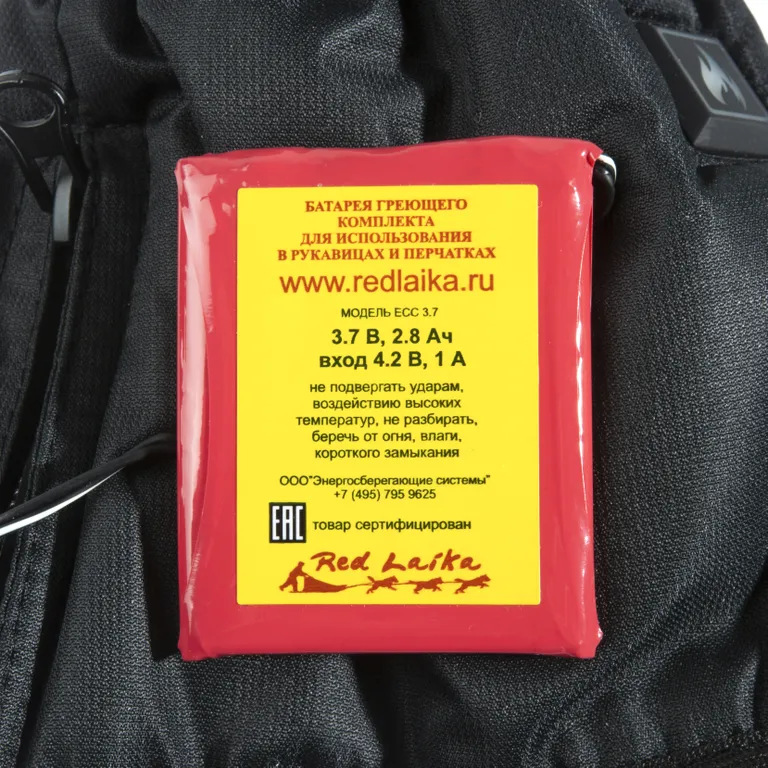 БАТАРЕЯ ГРЕЮЩЕГО
КОМПЛЕКТА
ДЛЯ ИСПОЛЬЗОВАНИЯ
В РУКАВИЦАХ И ПЕРЧАТКАХ
www.redlaika.ru
МОДЕЛЬ ЕСС 3.7
3.7 В, 2.8 Ач
вход 4.2 В, 1 А
не подвергать ударам,
воздействию высоких
температур, не разбирать,
беречь от огня, влаги,
короткого замыкания
ООО"Энергосберегающие системы"
+7 (495) 795 9625
EAC товар сертифицирован
Red Laika